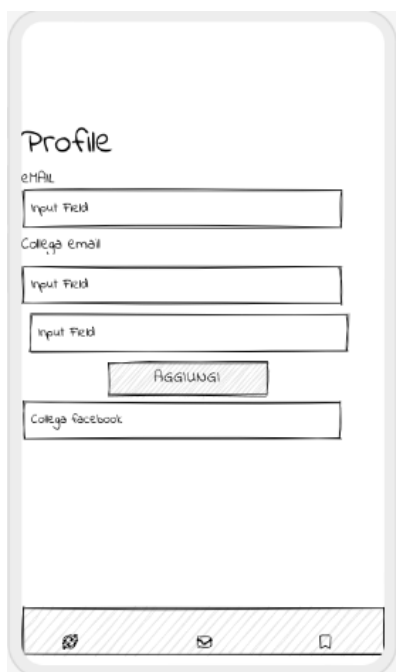 Profile
eMAIL
Input Field
Collega email
Input Field
Input Field
AGGIUNGI
Collega facebook